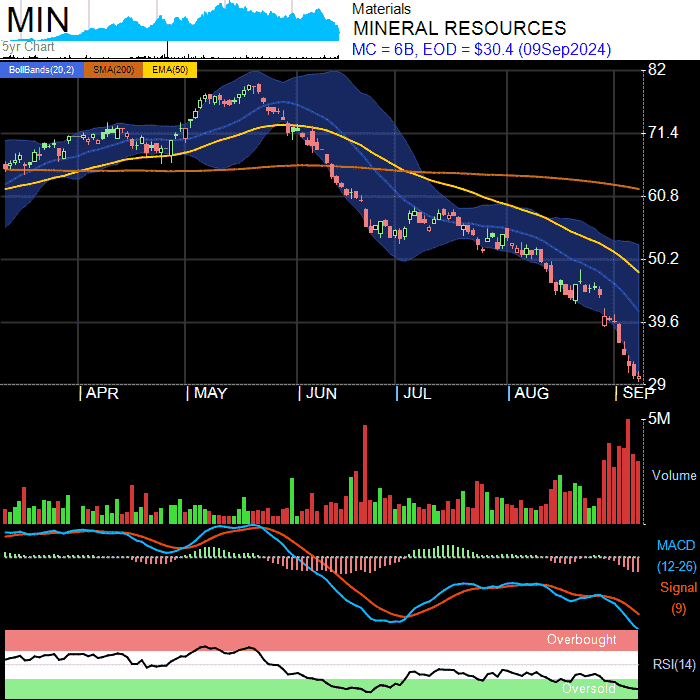 MIN
5yr Chart
Materials
MINERAL RESOURCES
MC = 6B, EOD = $30.4 (09Sep2024)
BollBands(20,2) SMA(200) EMA(50)
82
71.4
60.8
50.2
39.6
29
| APR | MAY | JUN | JUL | AUG | SEP
5M
Volume
MACD
(12-26)
Signal
(9)
Overbought
RSI(14)
Oversold